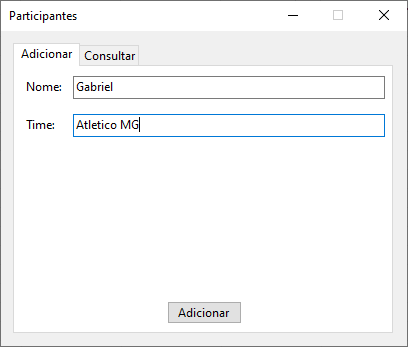 Participantes
Adicionar Consultar
Nome: Gabriel
Time: Atletico MG
Adicionar